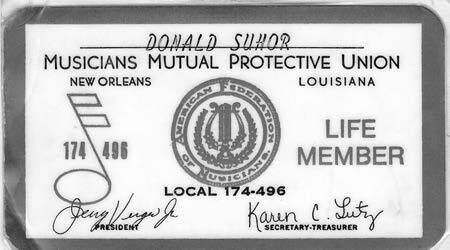 DONALD SUHOR
MUSICIANS MUTUAL PROTECTIVE UNION
NEW ORLEANS LOUISIANA
174 496
AMERICAN FEDERATION OF MUSICIANS.
LIFE
MEMBER
LOCAL 174-496
Karen C. Lutz
PRESIDENT SECRETARY-TREASURER